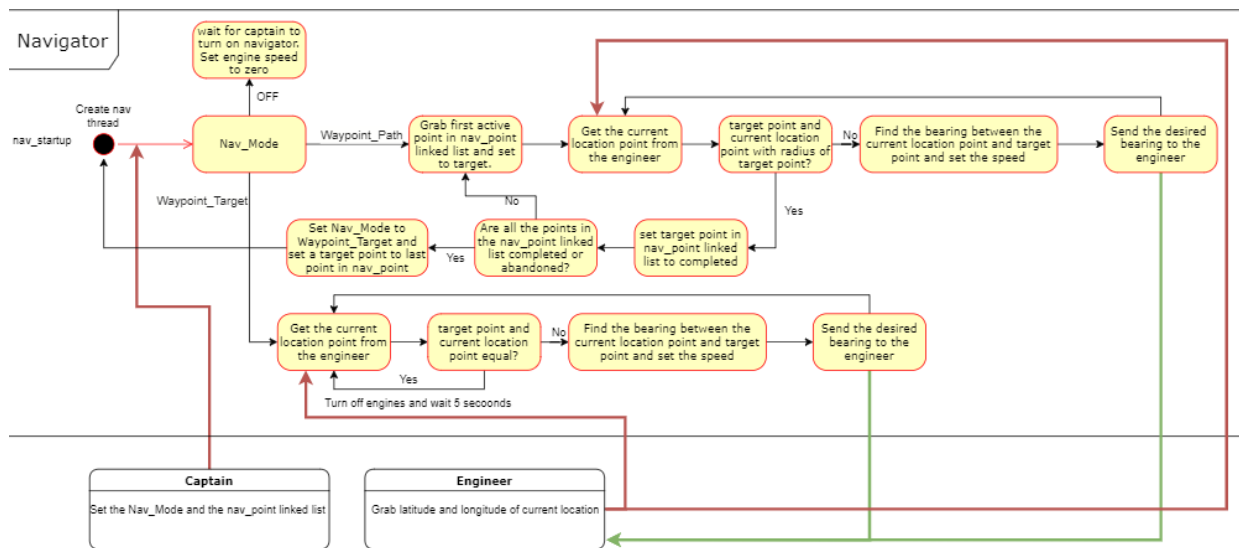 Navigator
wait for captain to
turn on navigator.
Set engine speed
to zero
OFF
Create nav
thread
nav_startup
Nav_Mode
Waypoint_Path
Grab first active
point in nav_point
linked list and set
to target.
Get the current
location point from
the engineer
target point and
current location
point with radius of
target point?
No
Find the bearing between the
current location point and target
point and set the speed
Send the desired
bearing to the
engineer
Waypoint_Target
No
Yes
Set Nav_Mode to
Waypoint_Target and
set a target point to last
point in nav_point
Yes
Are all the points in
the nav_point linked
list completed or
abandoned?
set target point in
nav_point linked
list to completed
Get the current
location point from
the engineer
target point and
current location
point equal?
No
Find the bearing between the
current location point and target
point and set the speed
Send the desired
bearing to the
engineer
Yes
Turn off engines and wait 5 secoonds
Captain
Set the Nav_Mode and the nav_point linked list
Engineer
Grab latitude and longitude of current location